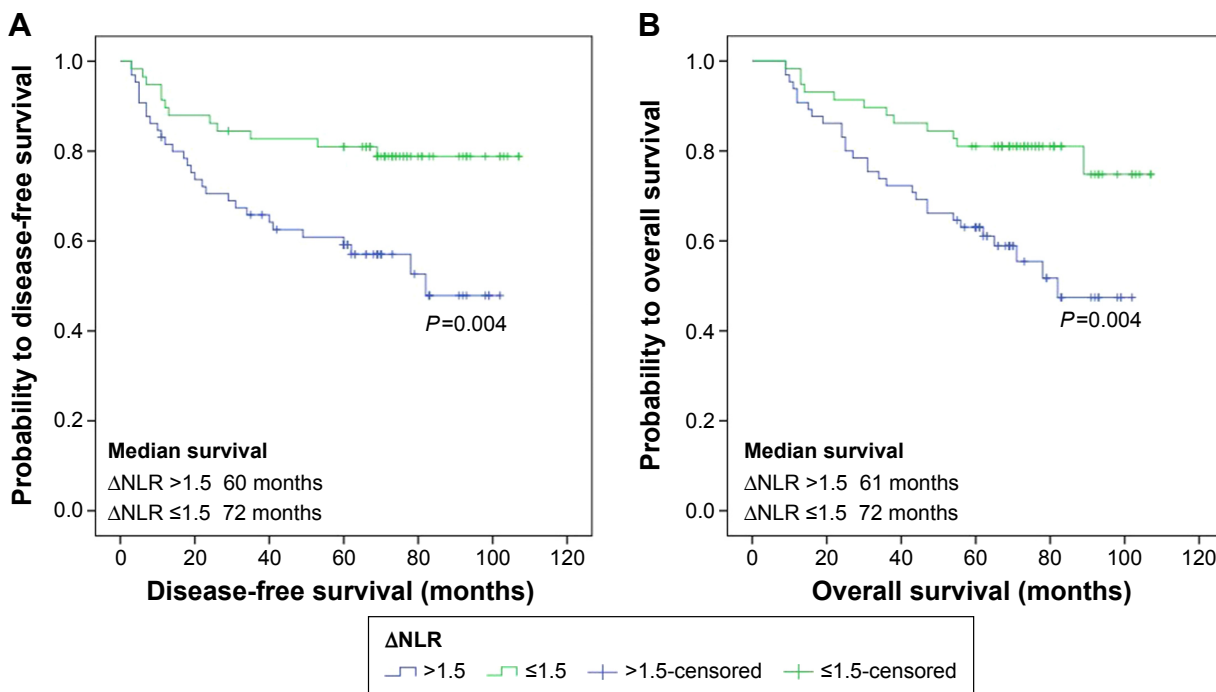 A
Probability to disease-free survival
1.0
0.8
0.6
0.4
0.2
0.0
P=0.004
Median survival
ΔNLR >1.5 60 months
ΔNLR ≤1.5 72 months
0 20 40 60 80 100 120
Disease-free survival (months)
B
Probability to overall survival
1.0
0.8
0.6
0.4
0.2
0.0
P=0.004
Median survival
ΔNLR >1.5 61 months
ΔNLR ≤1.5 72 months
0 20 40 60 80 100 120
Overall survival (months)
ΔNLR
>1.5 ≤1.5 >1.5-censored ≤1.5-censored